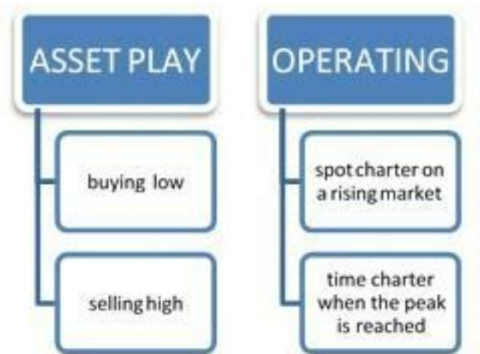 ASSET PLAY
buying low
selling high
OPERATING
spot charter on
a rising market
time charter
when the peak
is reached